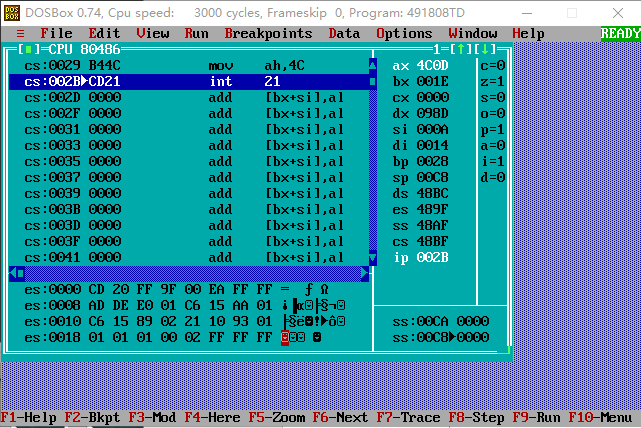 DOSBox 0.74, Cpu speed: 3000 cycles, Frameskip 0, Program: 491808TD
≡ File Edit View Run Breakpoints Data Options Window Help READY
[■]=CPU 80486 1=[↑][↓]
cs:0029 B44C mov ah,4C
cs:002B▶CD21 int 21
cs:002D 0000 add [bx+si],al
cs:002F 0000 add [bx+si],al
cs:0031 0000 add [bx+si],al
cs:0033 0000 add [bx+si],al
cs:0035 0000 add [bx+si],al
cs:0037 0000 add [bx+si],al
cs:0039 0000 add [bx+si],al
cs:003B 0000 add [bx+si],al
cs:003D 0000 add [bx+si],al
cs:003F 0000 add [bx+si],al
cs:0041 0000 add [bx+si],al
ax 4C0D c=0
bx 001E z=1
cx 0000 s=0
dx 098D o=0
si 000A p=1
di 0014 a=0
bp 0028 i=1
sp 00C8 d=0
ds 48BC
es 489F
ss 48AF
cs 48BF
ip 002B
es:0000 CD 20 FF 9F 00 EA FF FF = ƒ Ω
es:0008 AD DE E0 01 C6 15 AA 01
es:0010 C6 15 89 02 21 10 93 01
es:0018 01 01 01 00 02 FF FF FF
ss:00CA 0000
ss:00C8▶0000
F1-Help F2-Bkpt F3-Mod F4-Here F5-Zoom F6-Next F7-Trace F8-Step F9-Run F10-Menu